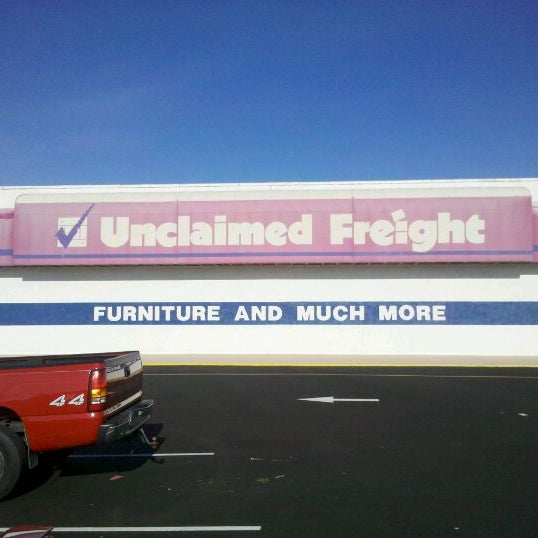 Unclaimed Freight
FURNITURE AND MUCH MORE
4x4